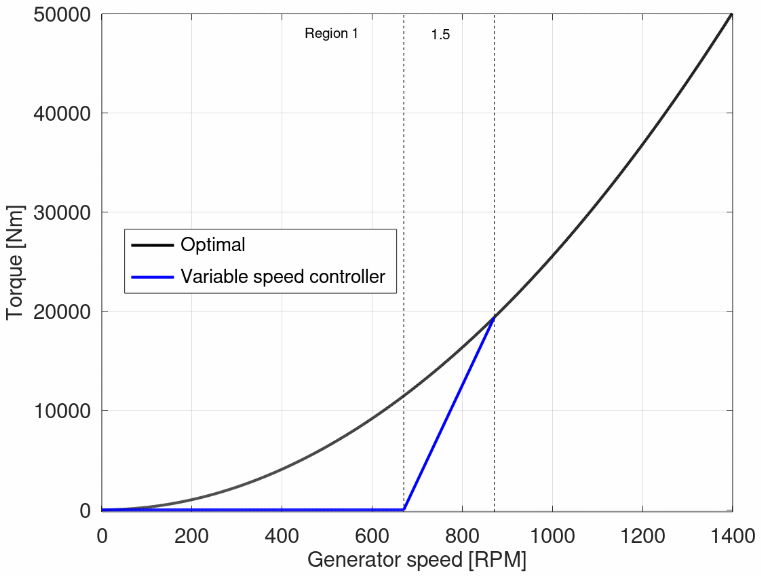 50000
Region 1
1.5
40000
30000
Optimal
Variable speed controller
20000
10000
0
Torque [Nm]
0 200 400 600 800 1000 1200 1400
Generator speed [RPM]